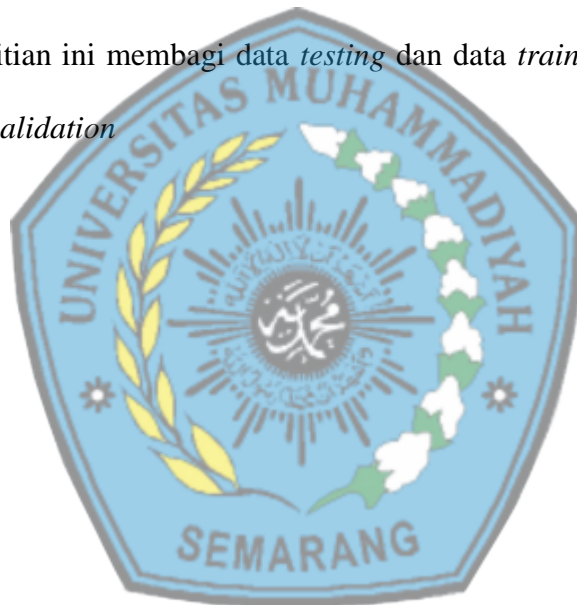 itian ini membagi data testing dan data train
alidation
UNIVERSITAS MUHAMMADIYAH
SEMARANG